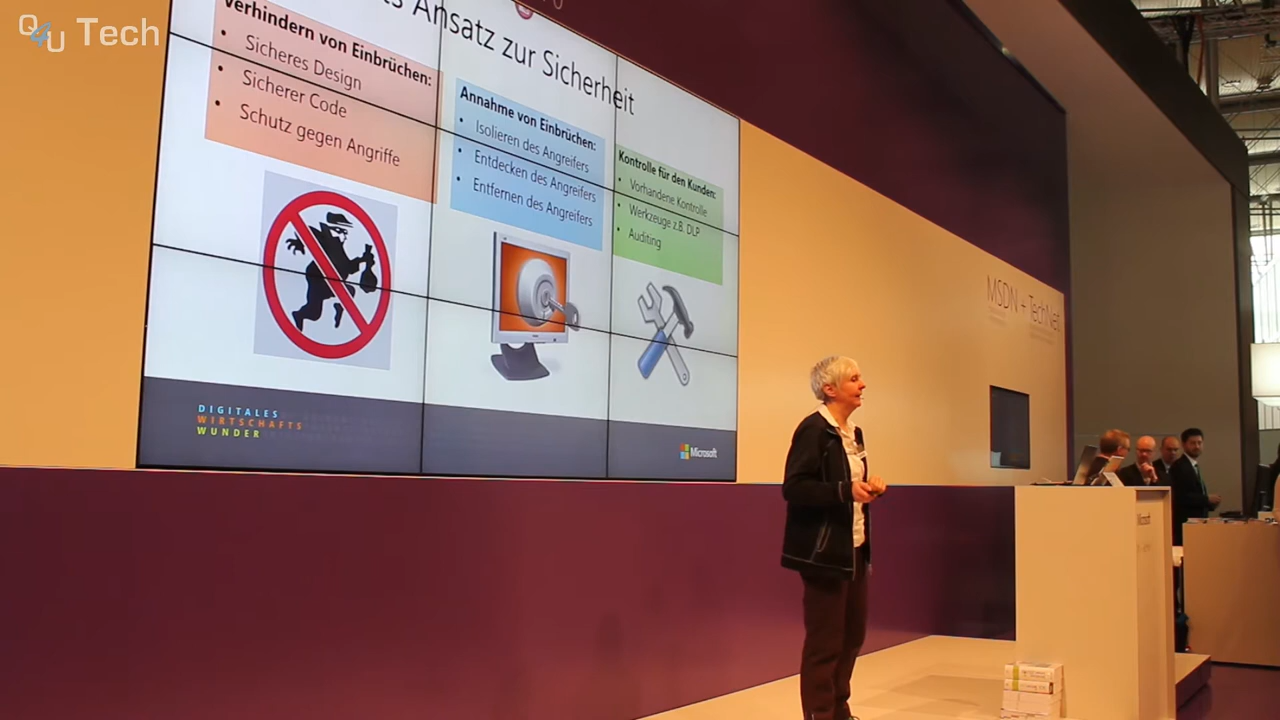 Q4U Tech
Ansatz zur Sicherheit
Verhindern von Einbrüchen:
• Sicheres Design
• Sicherer Code
• Schutz gegen Angriffe
Annahme von Einbrüchen:
• Isolieren des Angreifers
• Entdecken des Angreifers
• Entfernen des Angreifers
Kontrolle für den Kunden:
• Vorhandene Kontrolle
• Werkzeuge z.B. DLP
• Auditing
DIGITALES
WIRTSCHAFTS
WUNDER
Microsoft
MSDN + TechNet
Microsoft